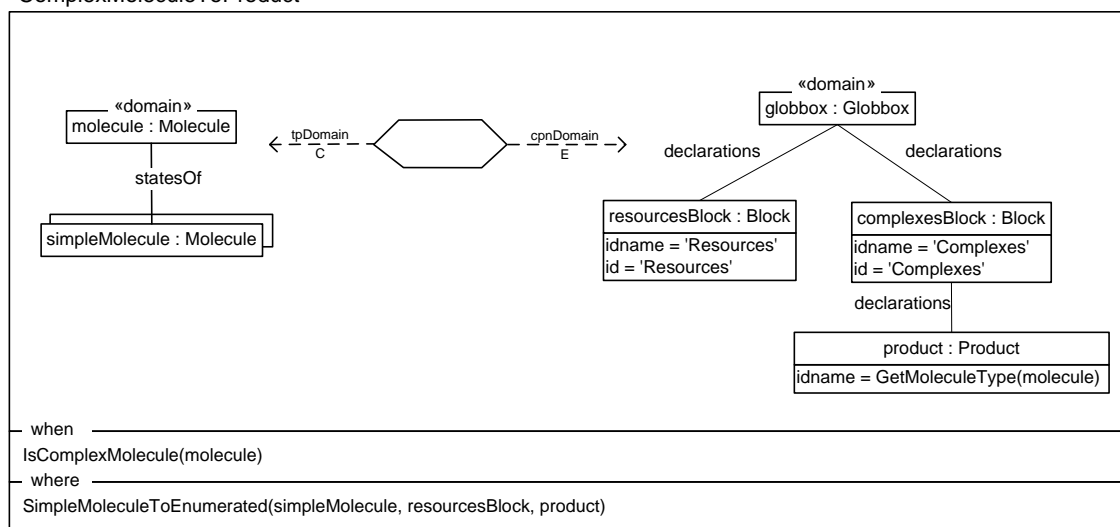 ComplexMoleculeToProduct
«domain»
molecule : Molecule
statesOf
simpleMolecule : Molecule
tpDomain
C
cpnDomain
E
«domain»
globbox : Globbox
declarations
declarations
resourcesBlock : Block
idname = 'Resources'
id = 'Resources'
complexesBlock : Block
idname = 'Complexes'
id = 'Complexes'
declarations
product : Product
idname = GetMoleculeType(molecule)
when
IsComplexMolecule(molecule)
where
SimpleMoleculeToEnumerated(simpleMolecule, resourcesBlock, product)